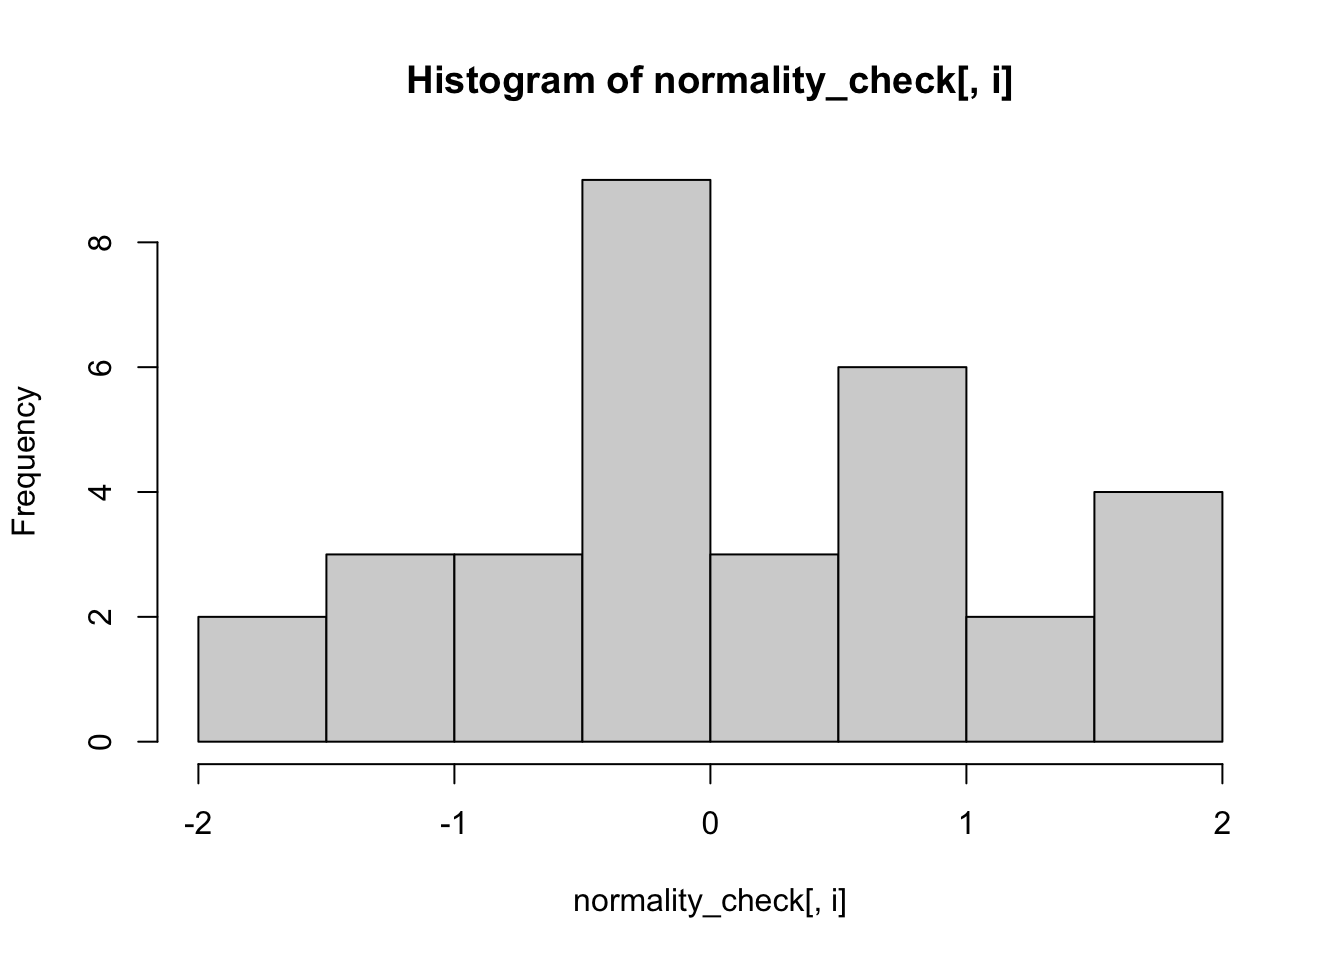 Histogram of normality_check[, i]
Frequency
8
6
4
2
0
-2 -1 0 1 2
normality_check[, i]